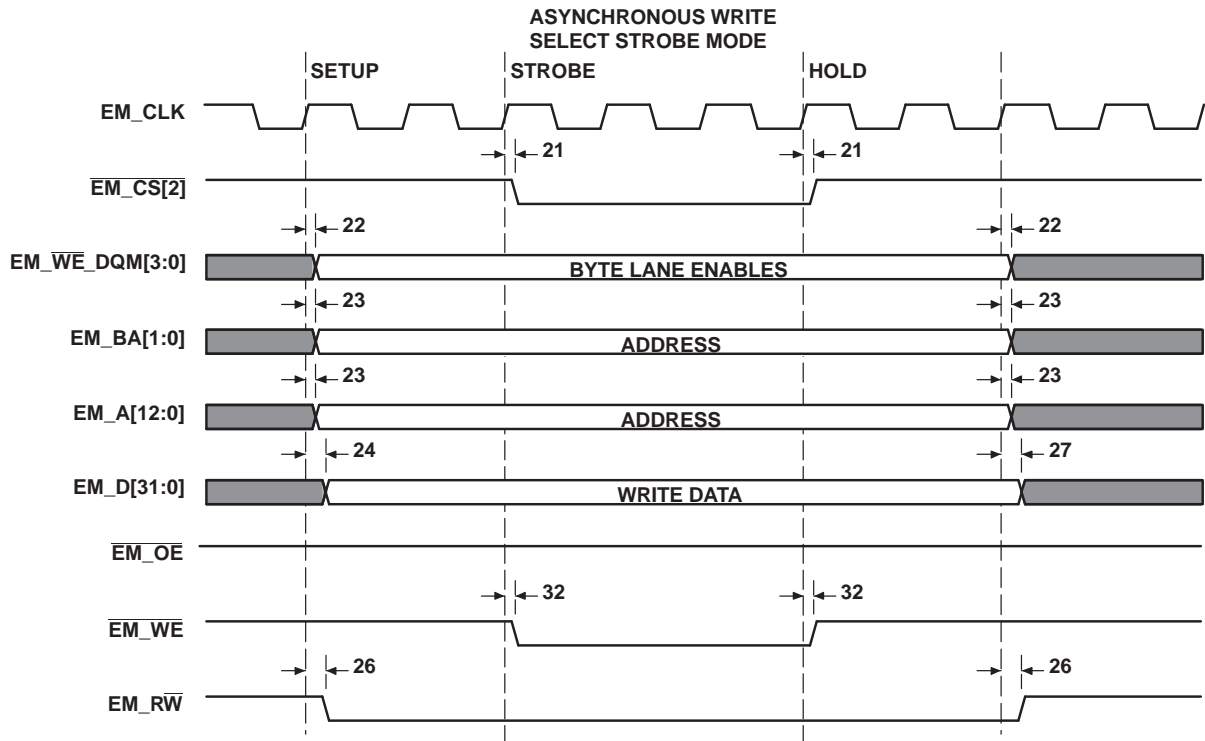 ASYNCHRONOUS WRITE
SELECT STROBE MODE
SETUP STROBE HOLD
EM_CLK
21 21
EM_CS[2]
22 22
EM_WE_DQM[3:0] BYTE LANE ENABLES
23 23
EM_BA[1:0] ADDRESS
23 23
EM_A[12:0] ADDRESS
24 27
EM_D[31:0] WRITE DATA
EM_OE
32 32
EM_WE
26 26
EM_RW